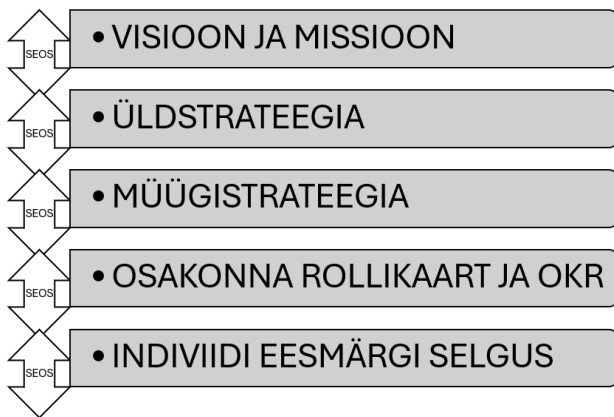 SEOS
• VISIOON JA MISSIOON
SEOS
• ÜLDSTRATEEGIA
SEOS
• MÜÜGISTRATEEGIA
SEOS
• OSAKONNA ROLLIKAART JA OKR
SEOS
• INDIVIIDI EESMÄRGI SELGUS